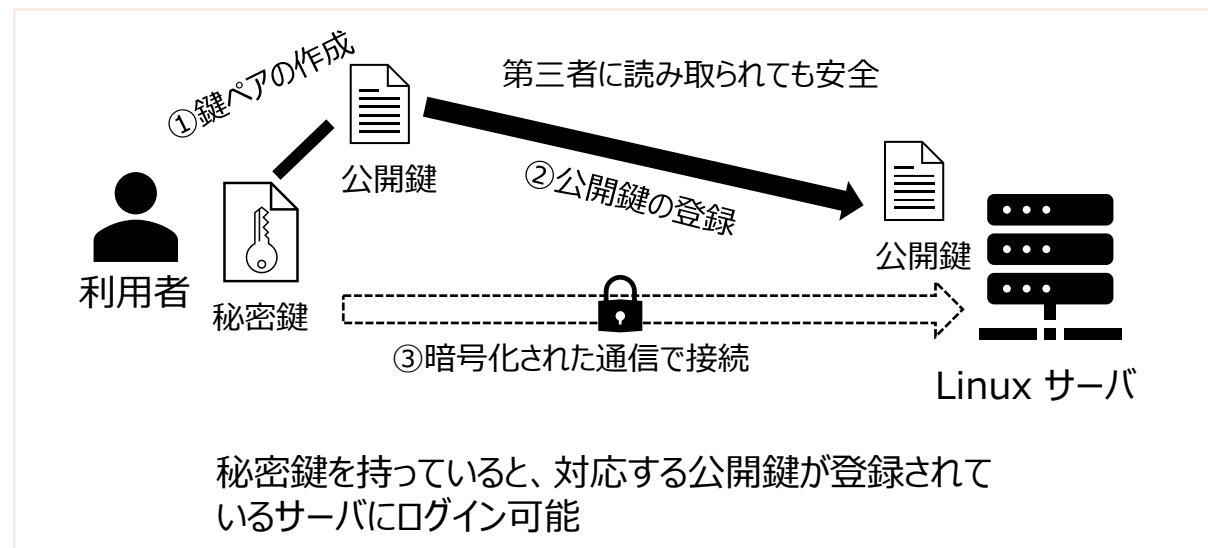 ①鍵ペアの作成
第三者に読み取られても安全
公開鍵
②公開鍵の登録
公開鍵
利用者
秘密鍵
③暗号化された通信で接続
Linux サーバ
秘密鍵を持っていると、対応する公開鍵が登録されて
いるサーバにログイン可能